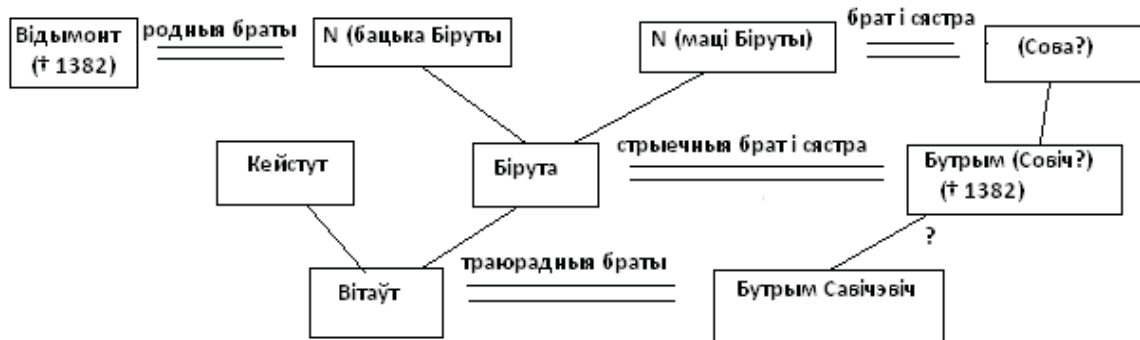 брат і сястра
Відымонт
(† 1382)
родныя браты
N (бацька Біруты
N (маці Біруты)
(Сова?)
стрыечныя брат і сястра
Кейстут
Бірута
Бутрым (Совіч?)
(† 1382)
?
траюрадныя браты
Вітаўт
Бутрым Савічэвіч